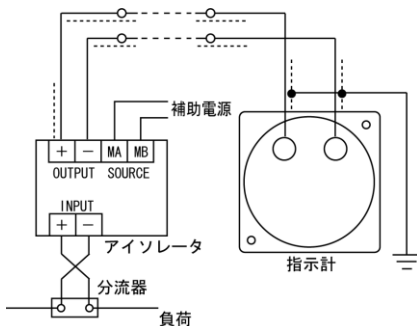 補助電源
+ − MA MB
OUTPUT SOURCE
INPUT
+ −
アイソレータ
分流器
負荷
指示計